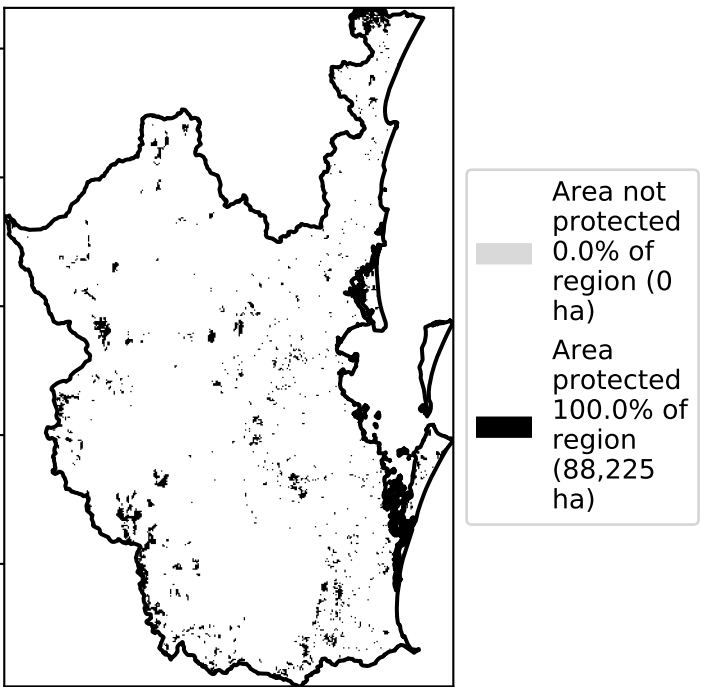 Area not
protected
0.0% of
region (0
ha)
Area
protected
100.0% of
region
(88,225
ha)